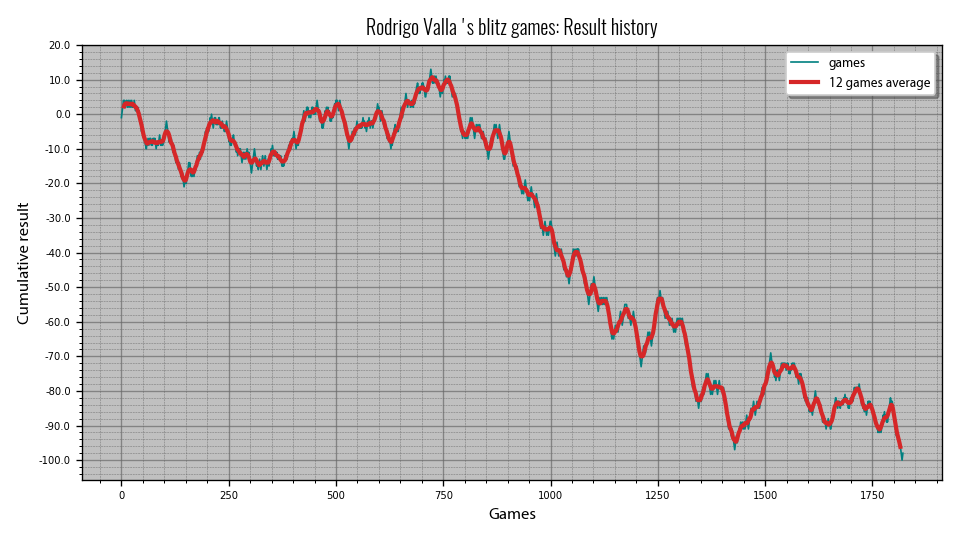 Rodrigo Valla 's blitz games: Result history
games
12 games average
Cumulative result
20.0
10.0
0.0
-10.0
-20.0
-30.0
-40.0
-50.0
-60.0
-70.0
-80.0
-90.0
-100.0
0 250 500 750 1000 1250 1500 1750
Games